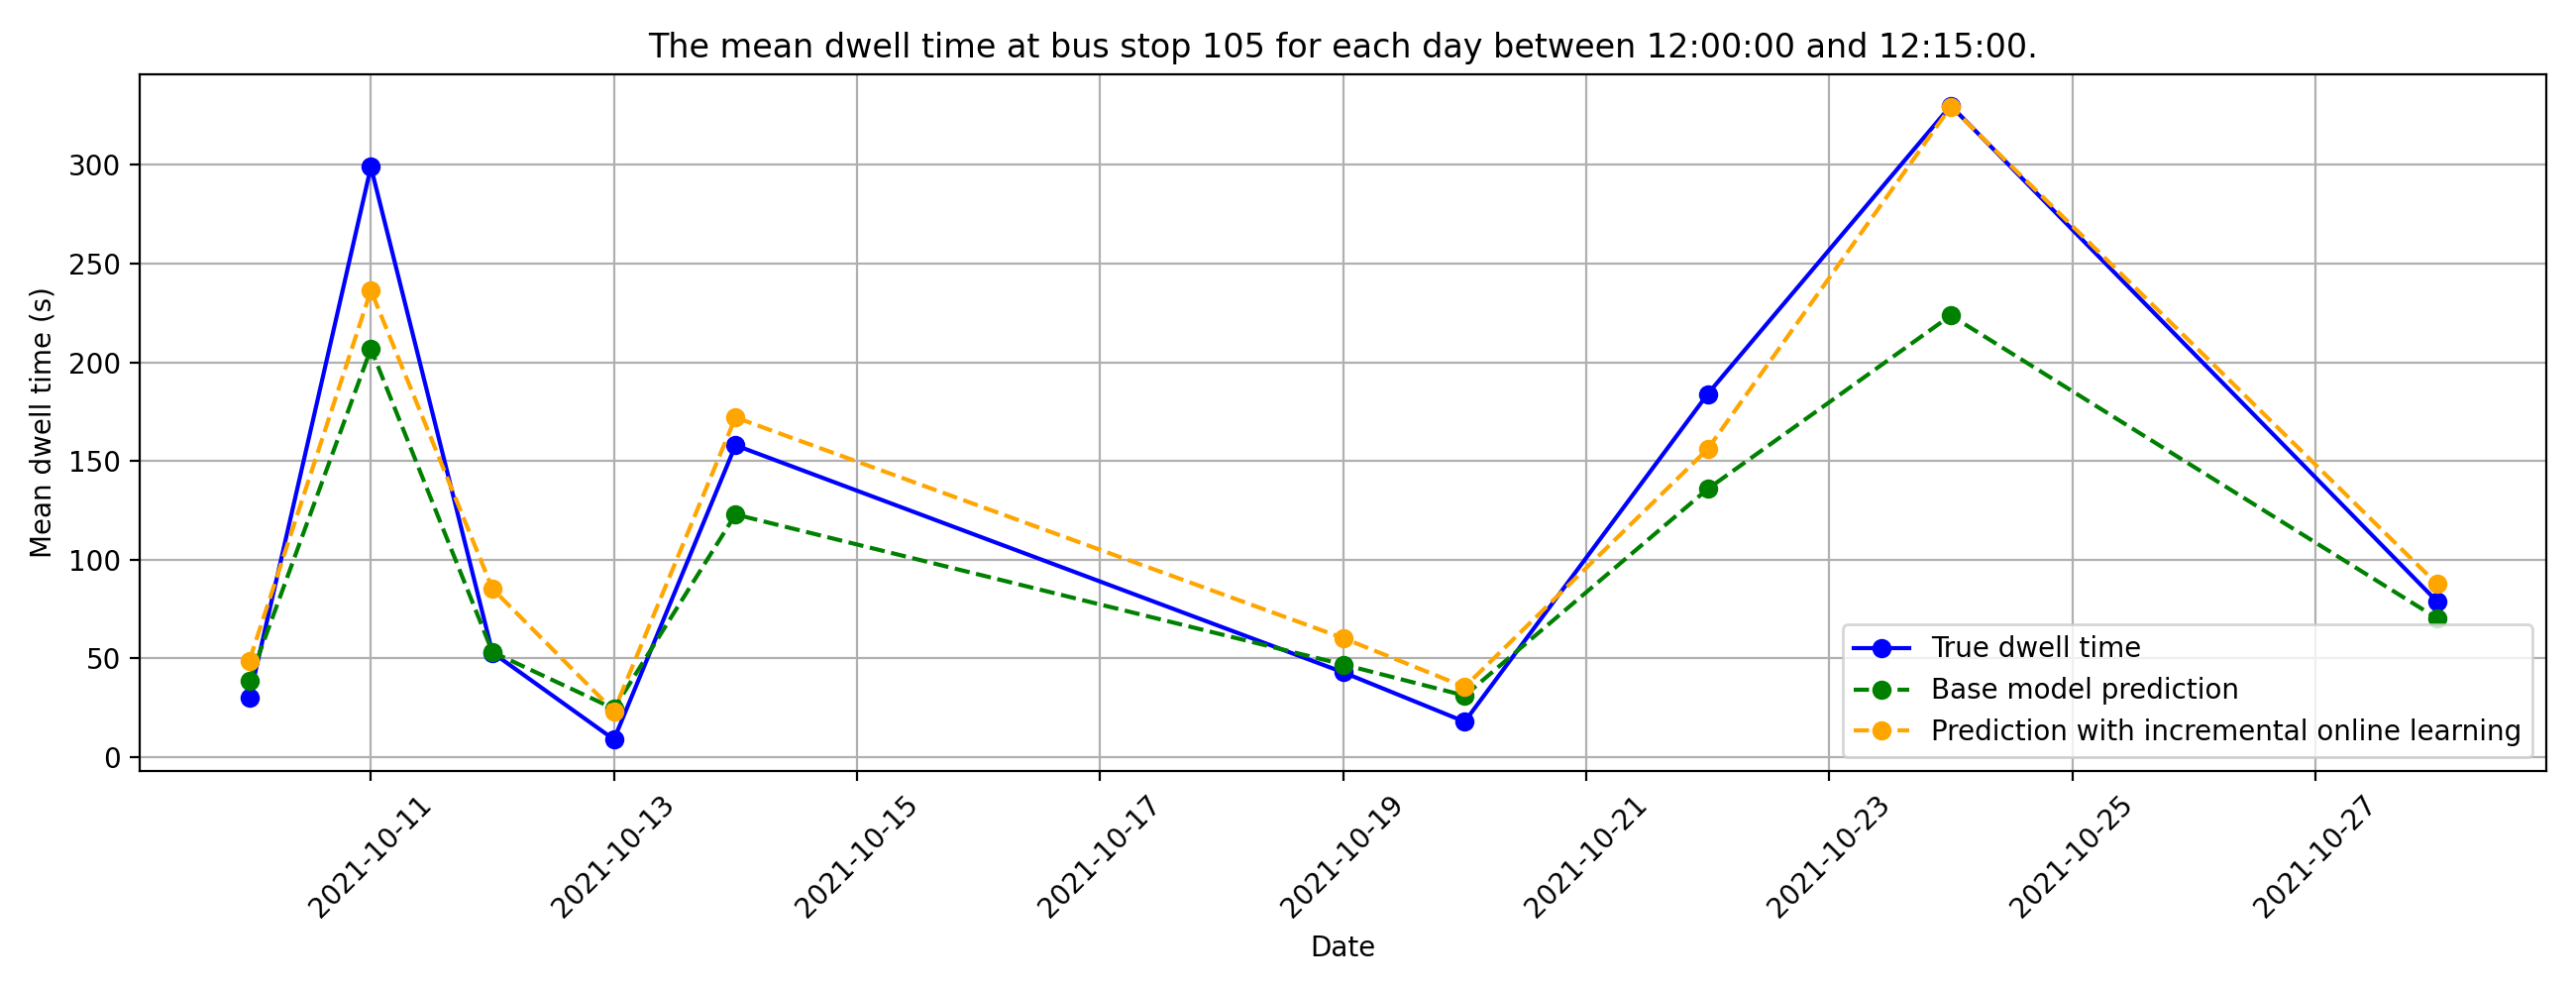 The mean dwell time at bus stop 105 for each day between 12:00:00 and 12:15:00.
Mean dwell time (s)
300
250
200
150
100
50
0
True dwell time
Base model prediction
Prediction with incremental online learning
2021-10-11
2021-10-13
2021-10-15
2021-10-17
2021-10-19
2021-10-21
2021-10-23
2021-10-25
2021-10-27
Date